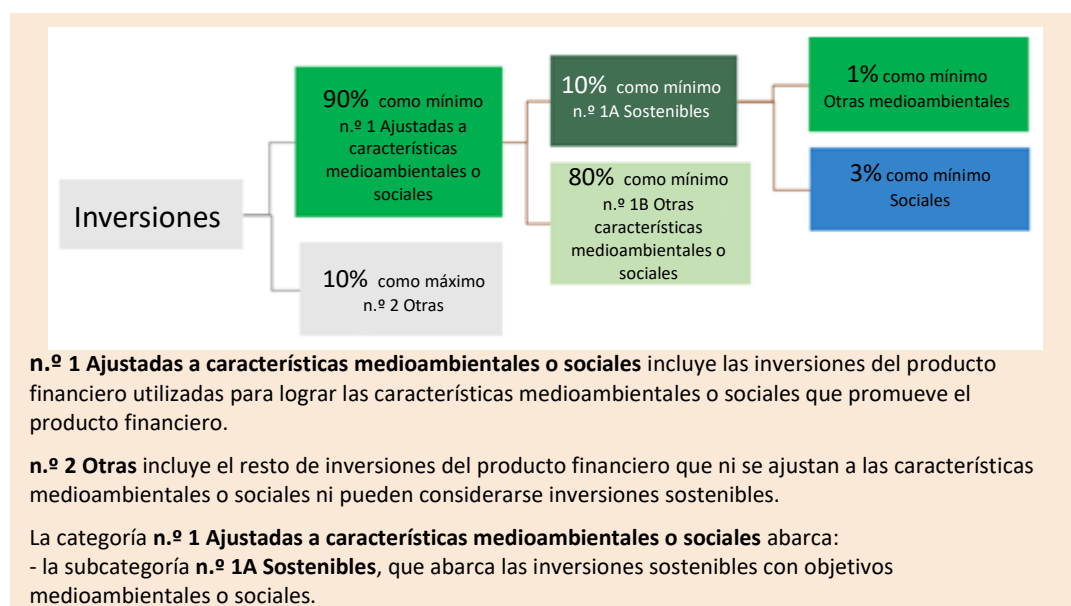 Inversiones
90% como mínimo
n.º 1 Ajustadas a
características
medioambientales o
sociales
10% como máximo
n.º 2 Otras
10% como mínimo
n.º 1A Sostenibles
80% como mínimo
n.º 1B Otras
características
medioambientales o
sociales
1% como mínimo
Otras medioambientales
3% como mínimo
Sociales
n.º 1 Ajustadas a características medioambientales o sociales incluye las inversiones del producto
financiero utilizadas para lograr las características medioambientales o sociales que promueve el
producto financiero.
n.º 2 Otras incluye el resto de inversiones del producto financiero que ni se ajustan a las características
medioambientales o sociales ni pueden considerarse inversiones sostenibles.
La categoría n.º 1 Ajustadas a características medioambientales o sociales abarca:
- la subcategoría n.º 1A Sostenibles, que abarca las inversiones sostenibles con objetivos
medioambientales o sociales.